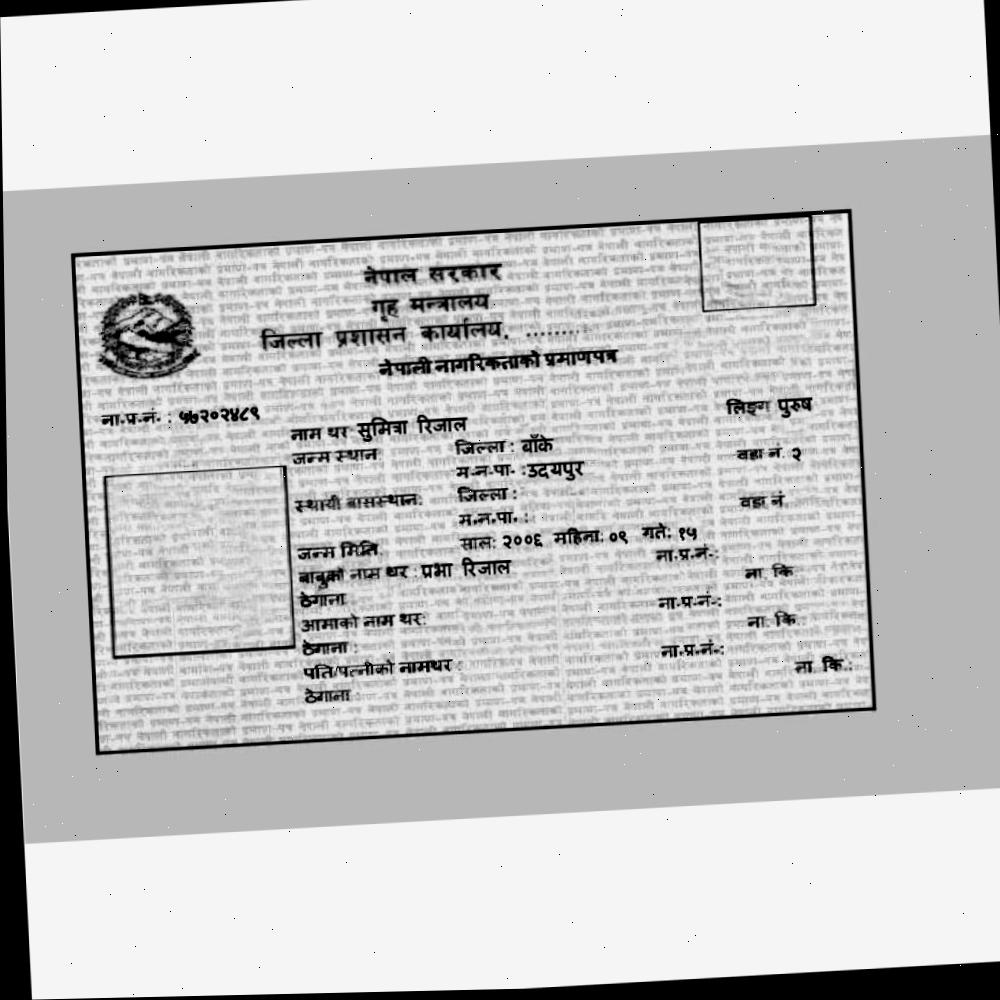 नेपाल सरकार
गृह मन्त्रालय
जिल्ला प्रशासन कार्यालय, ........
नेपाली नागरिकताको प्रमाणपत्र
ना.प्र.नं. : ५७२०२४८९
लिङ्ग पुरुष
नाम थर सुमित्रा रिजाल
जन्म स्थान जिल्ला : बाँके वडा नं. २
म.न.पा. :उदयपुर
स्थायी बासस्थान: जिल्ला : वडा नं.
म.न.पा. :
जन्म मिति साल: २००६ महिना: ०९ गते: १५
बाबुको नाम थर : प्रभा रिजाल ना.प्र.नं.:
ठेगाना ना. कि
आमाको नाम थर: ना.प्र.नं.:
ठेगाना : ना. कि.
पति/पत्नीको नामथर : ना.प्र.नं.:
ठेगाना ना. कि.: